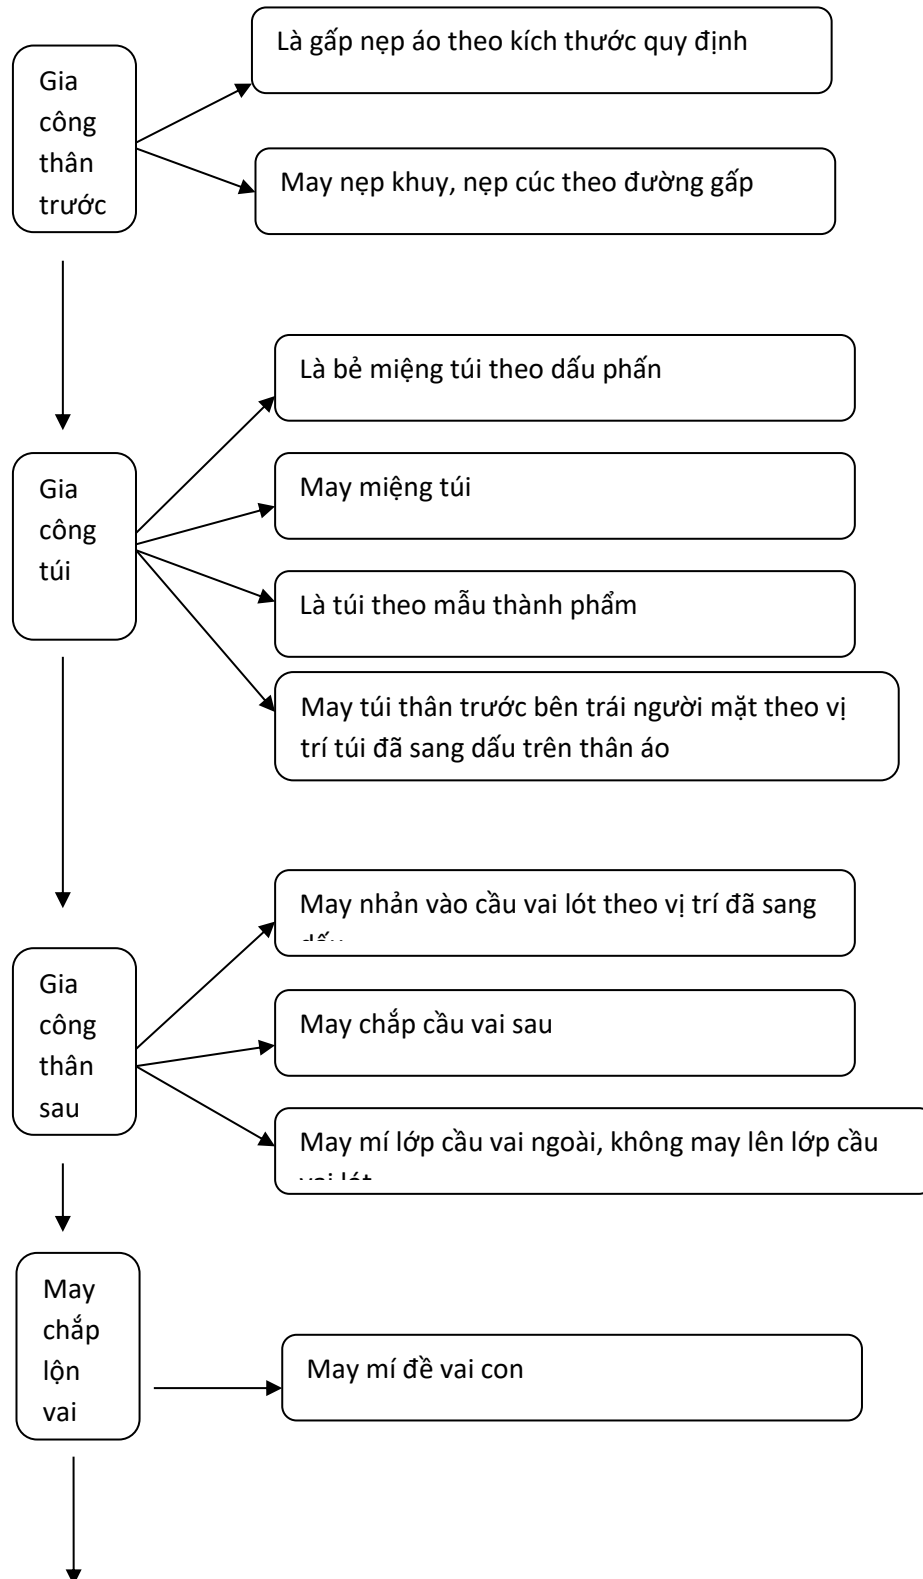 Gia
công
thân
trước
Là gấp nẹp áo theo kích thước quy định
May nẹp khuy, nẹp cúc theo đường gấp
Gia
công
túi
Là bẻ miệng túi theo dấu phấn
May miệng túi
Là túi theo mẫu thành phẩm
May túi thân trước bên trái người mặt theo vị
trí túi đã sang dấu trên thân áo
Gia
công
thân
sau
May nhản vào cầu vai lót theo vị trí đã sang
May chắp cầu vai sau
May mí lớp cầu vai ngoài, không may lên lớp cầu
May
chắp
lộn
vai
May mí đề vai con